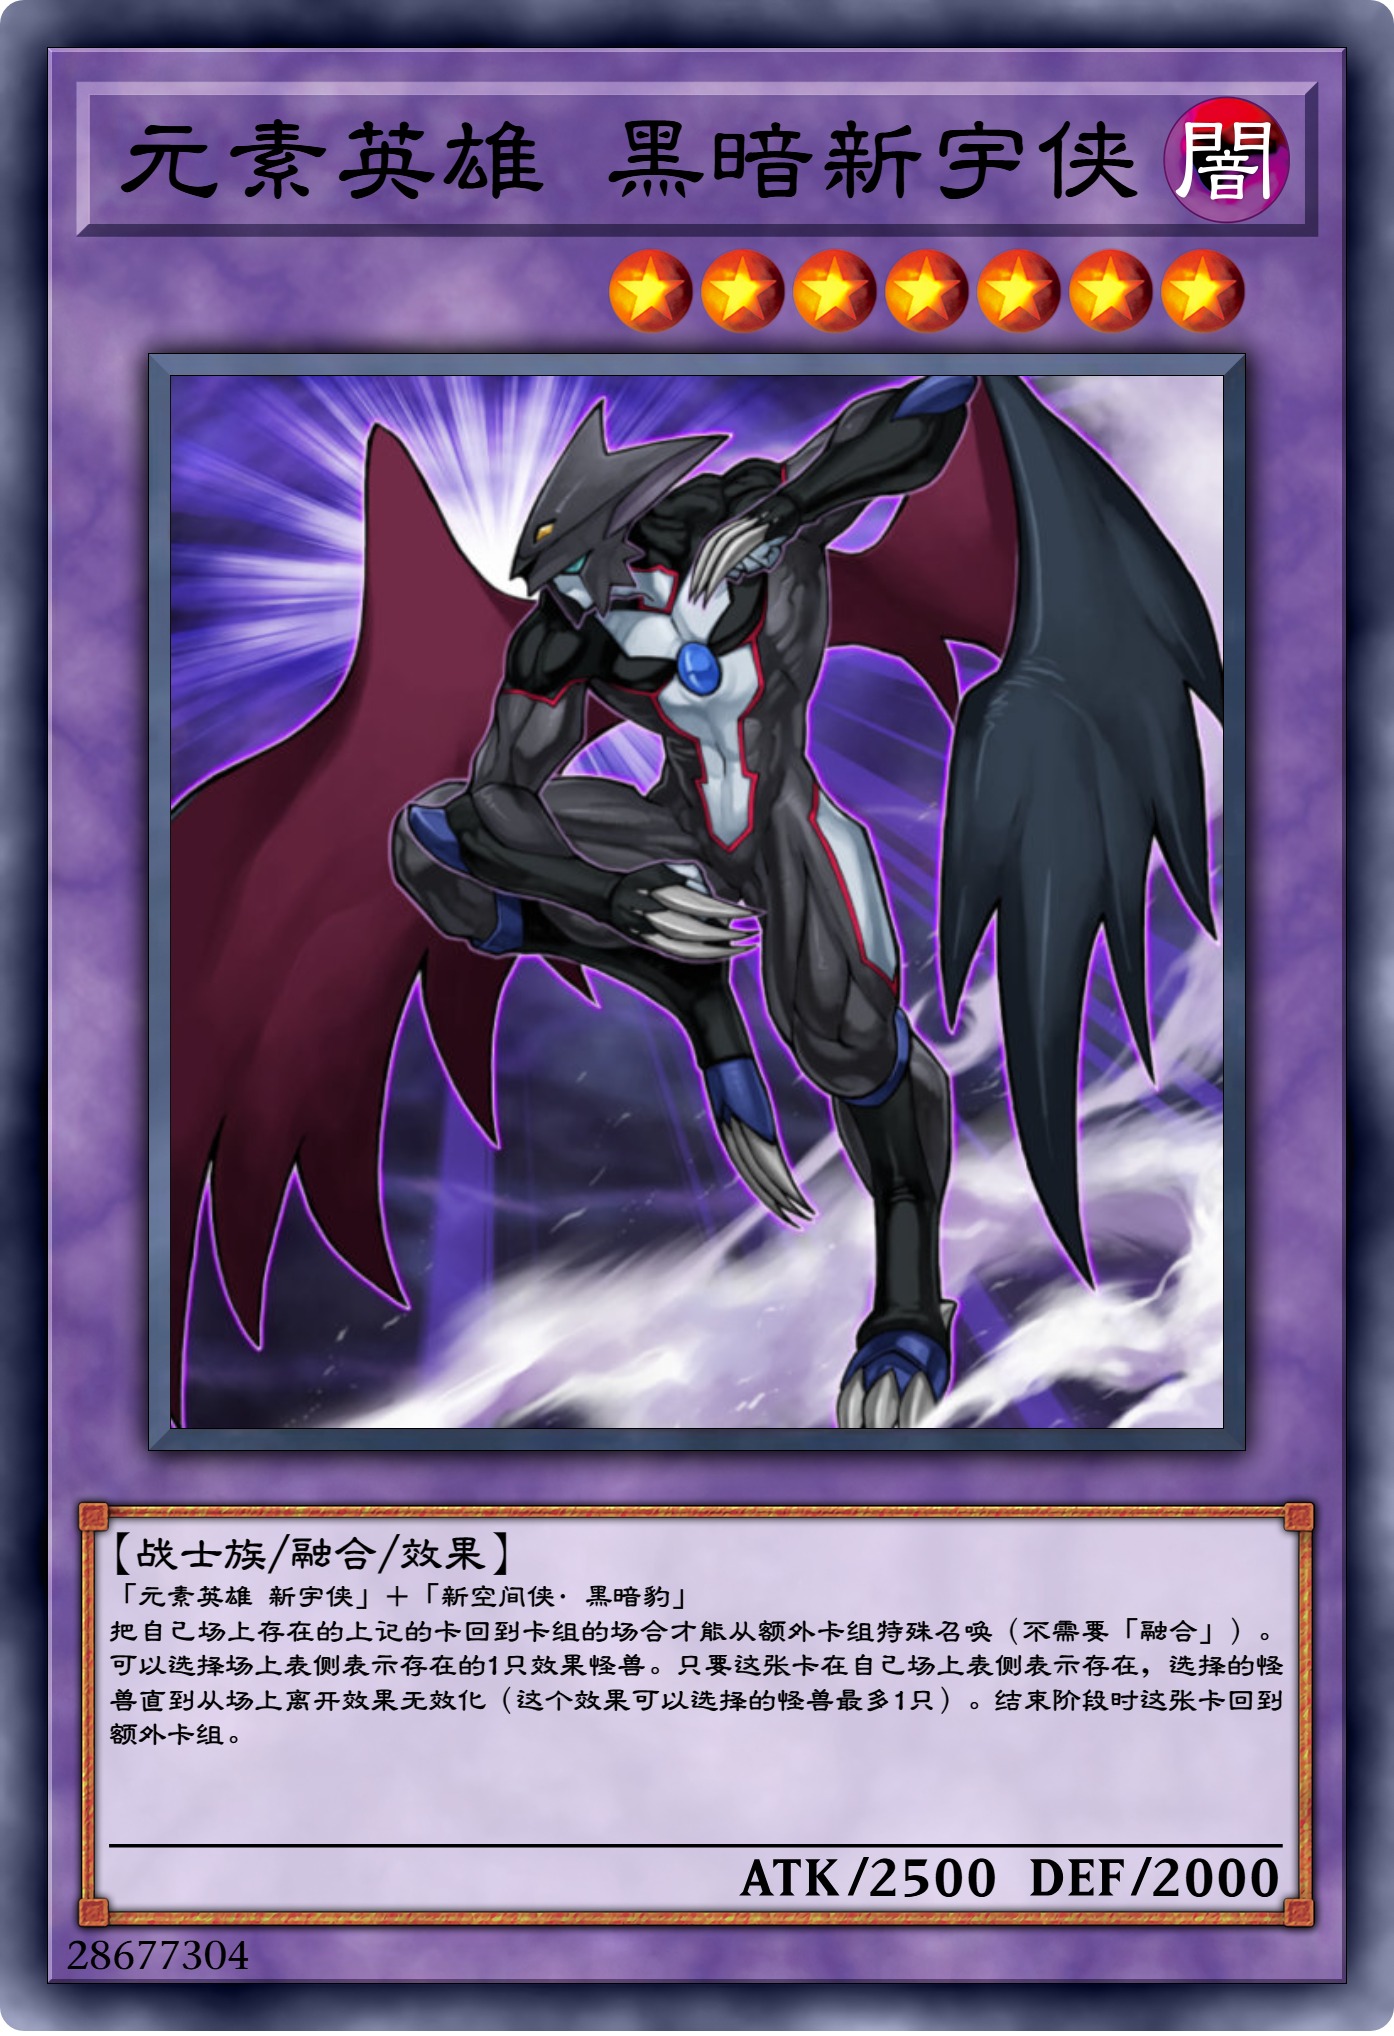 元素英雄 黑暗新宇侠 闇
【战士族/融合/效果】
「元素英雄 新宇侠」＋「新空间侠· 黑暗豹」
把自己场上存在的上记的卡回到卡组的场合才能从额外卡组特殊召唤（不需要「融合」）。
可以选择场上表侧表示存在的1只效果怪兽。只要这张卡在自己场上表侧表示存在，选择的怪
兽直到从场上离开效果无效化（这个效果可以选择的怪兽最多1只）。结束阶段时这张卡回到
额外卡组。
ATK/2500 DEF/2000
28677304